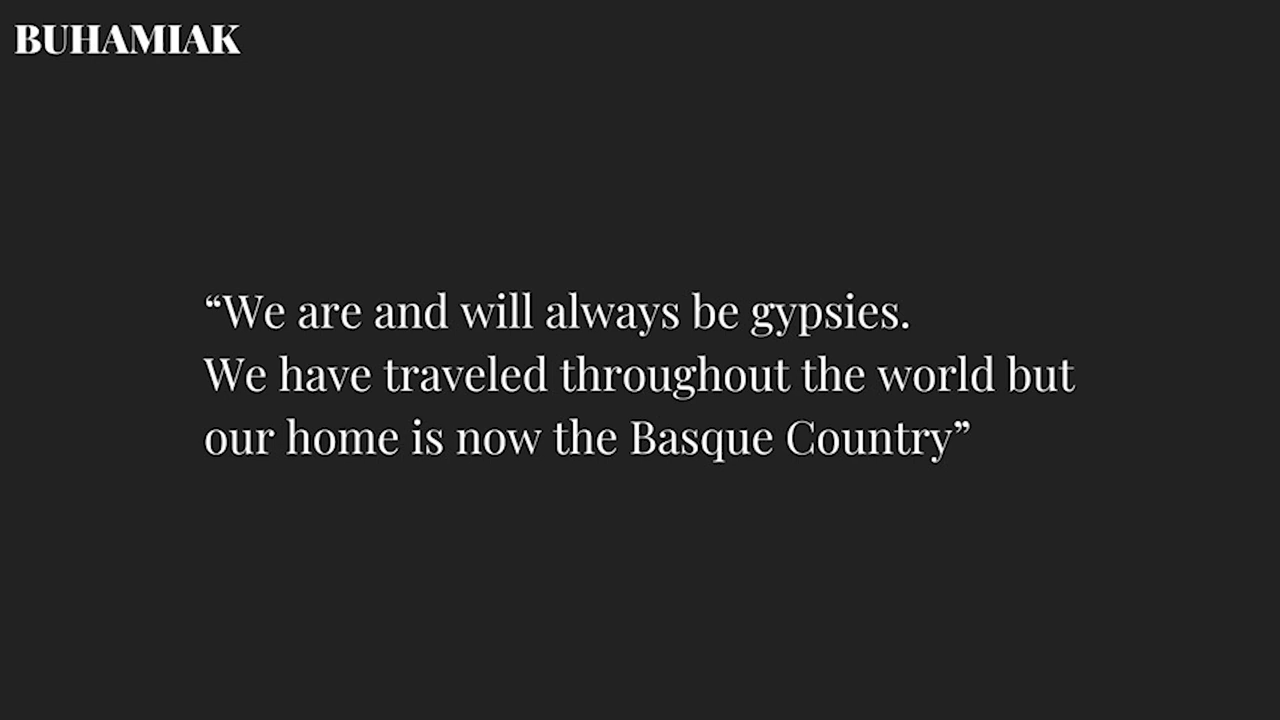 BUHAMIAK
“We are and will always be gypsies.
We have traveled throughout the world but
our home is now the Basque Country”